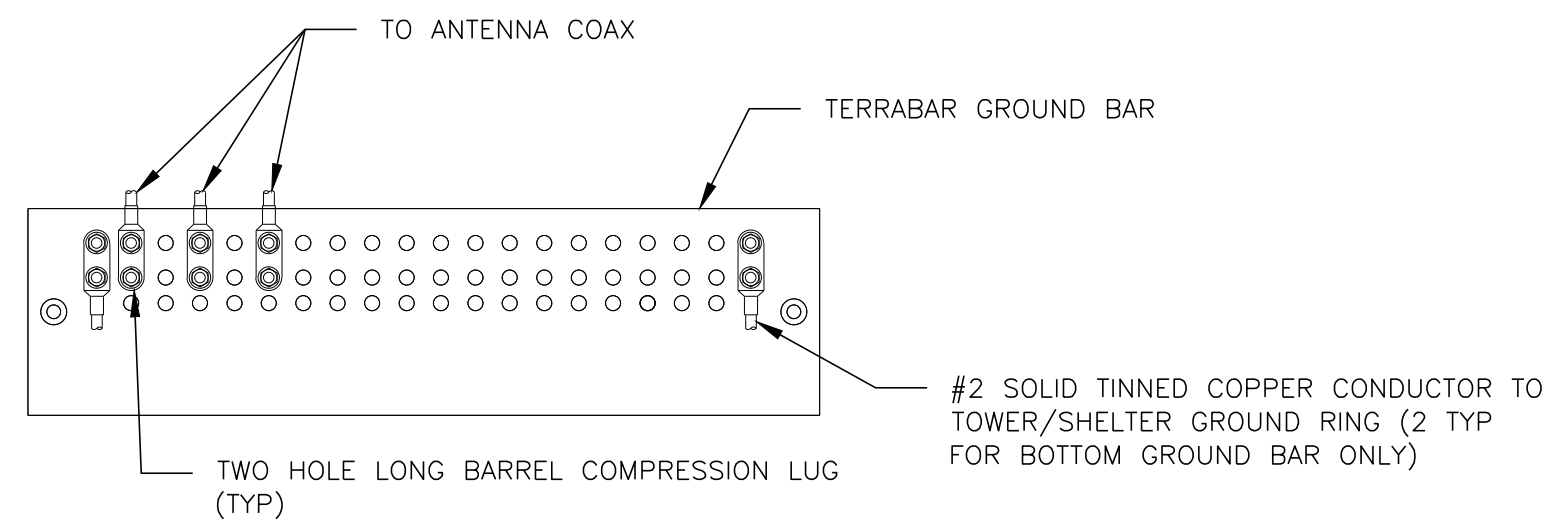 TO ANTENNA COAX
TERRABAR GROUND BAR
#2 SOLID TINNED COPPER CONDUCTOR TO
TOWER/SHELTER GROUND RING (2 TYP
FOR BOTTOM GROUND BAR ONLY)
TWO HOLE LONG BARREL COMPRESSION LUG
(TYP)